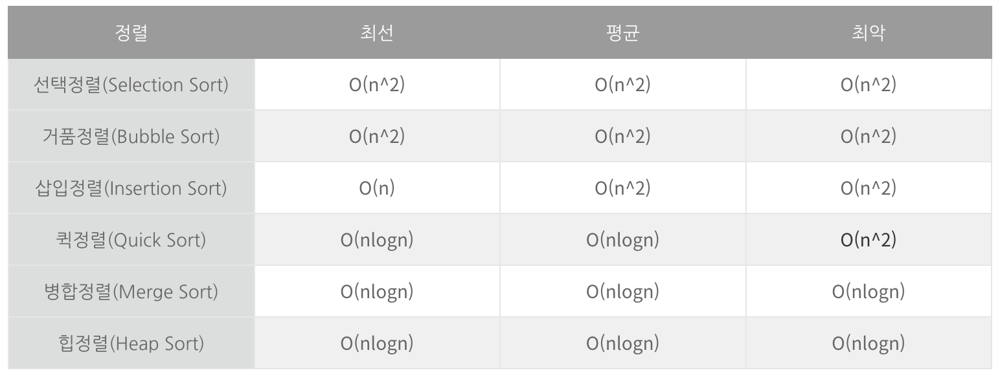 정렬 최선 평균 최악
선택정렬(Selection Sort) O(n^2) O(n^2) O(n^2)
거품정렬(Bubble Sort) O(n^2) O(n^2) O(n^2)
삽입정렬(Insertion Sort) O(n) O(n^2) O(n^2)
퀵정렬(Quick Sort) O(nlogn) O(nlogn) O(n^2)
병합정렬(Merge Sort) O(nlogn) O(nlogn) O(nlogn)
힙정렬(Heap Sort) O(nlogn) O(nlogn) O(nlogn)